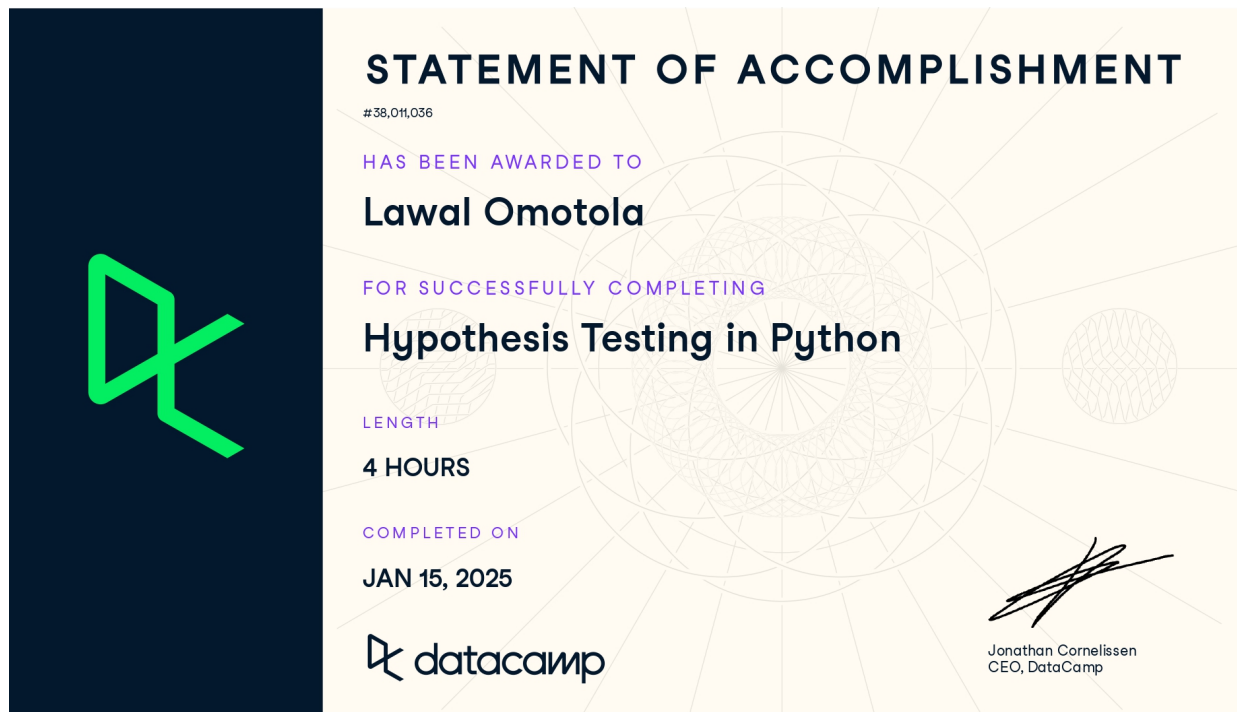 STATEMENT OF ACCOMPLISHMENT
#38,011,036
HAS BEEN AWARDED TO
Lawal Omotola
FOR SUCCESSFULLY COMPLETING
Hypothesis Testing in Python
LENGTH
4 HOURS
COMPLETED ON
JAN 15, 2025
datacamp
Jonathan Cornelissen
CEO, DataCamp